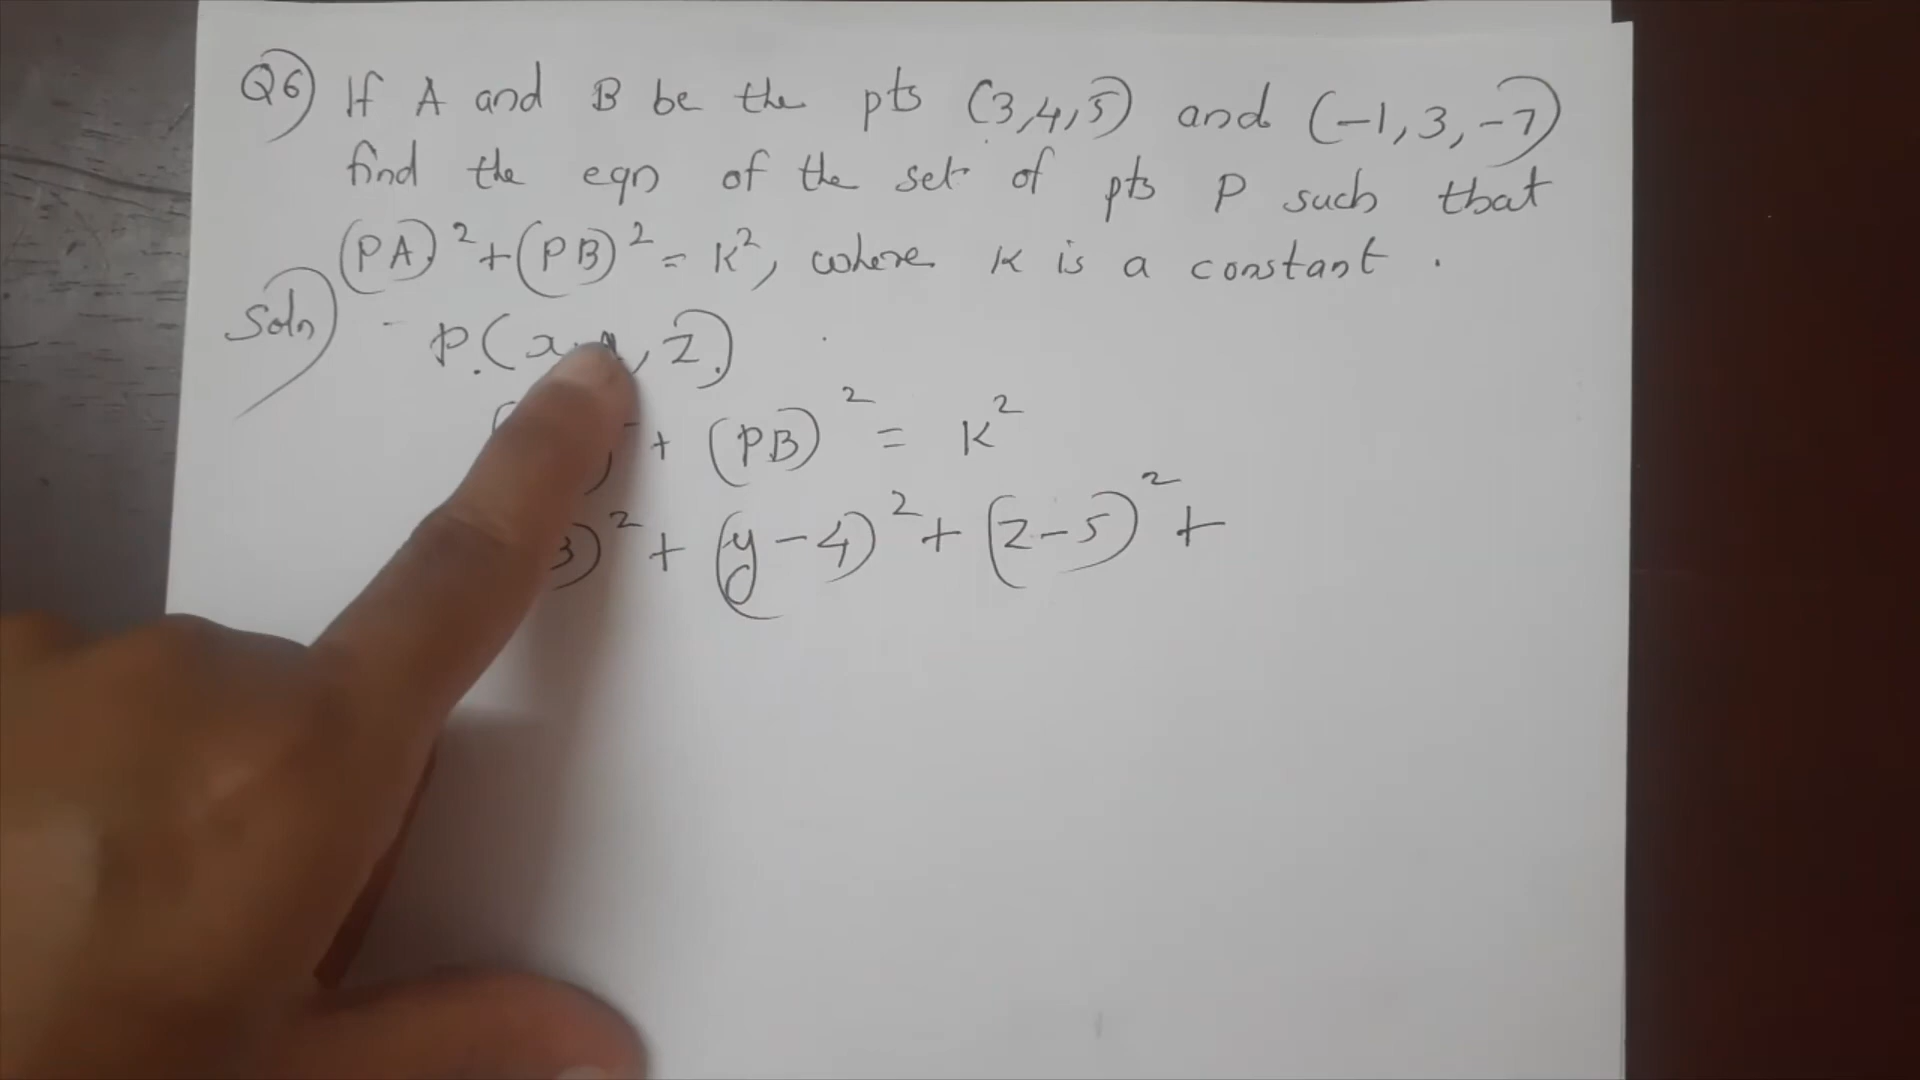 Q6) If A and B be the pts (3,4,5) and (-1,3,-7)
find the eqn of the set of pts P such that
(PA)² + (PB)² = K², where K is a constant.
Soln) P(x, , z)
+ (PB)² = K²
3)² + (y-4)² + (z-5)² +